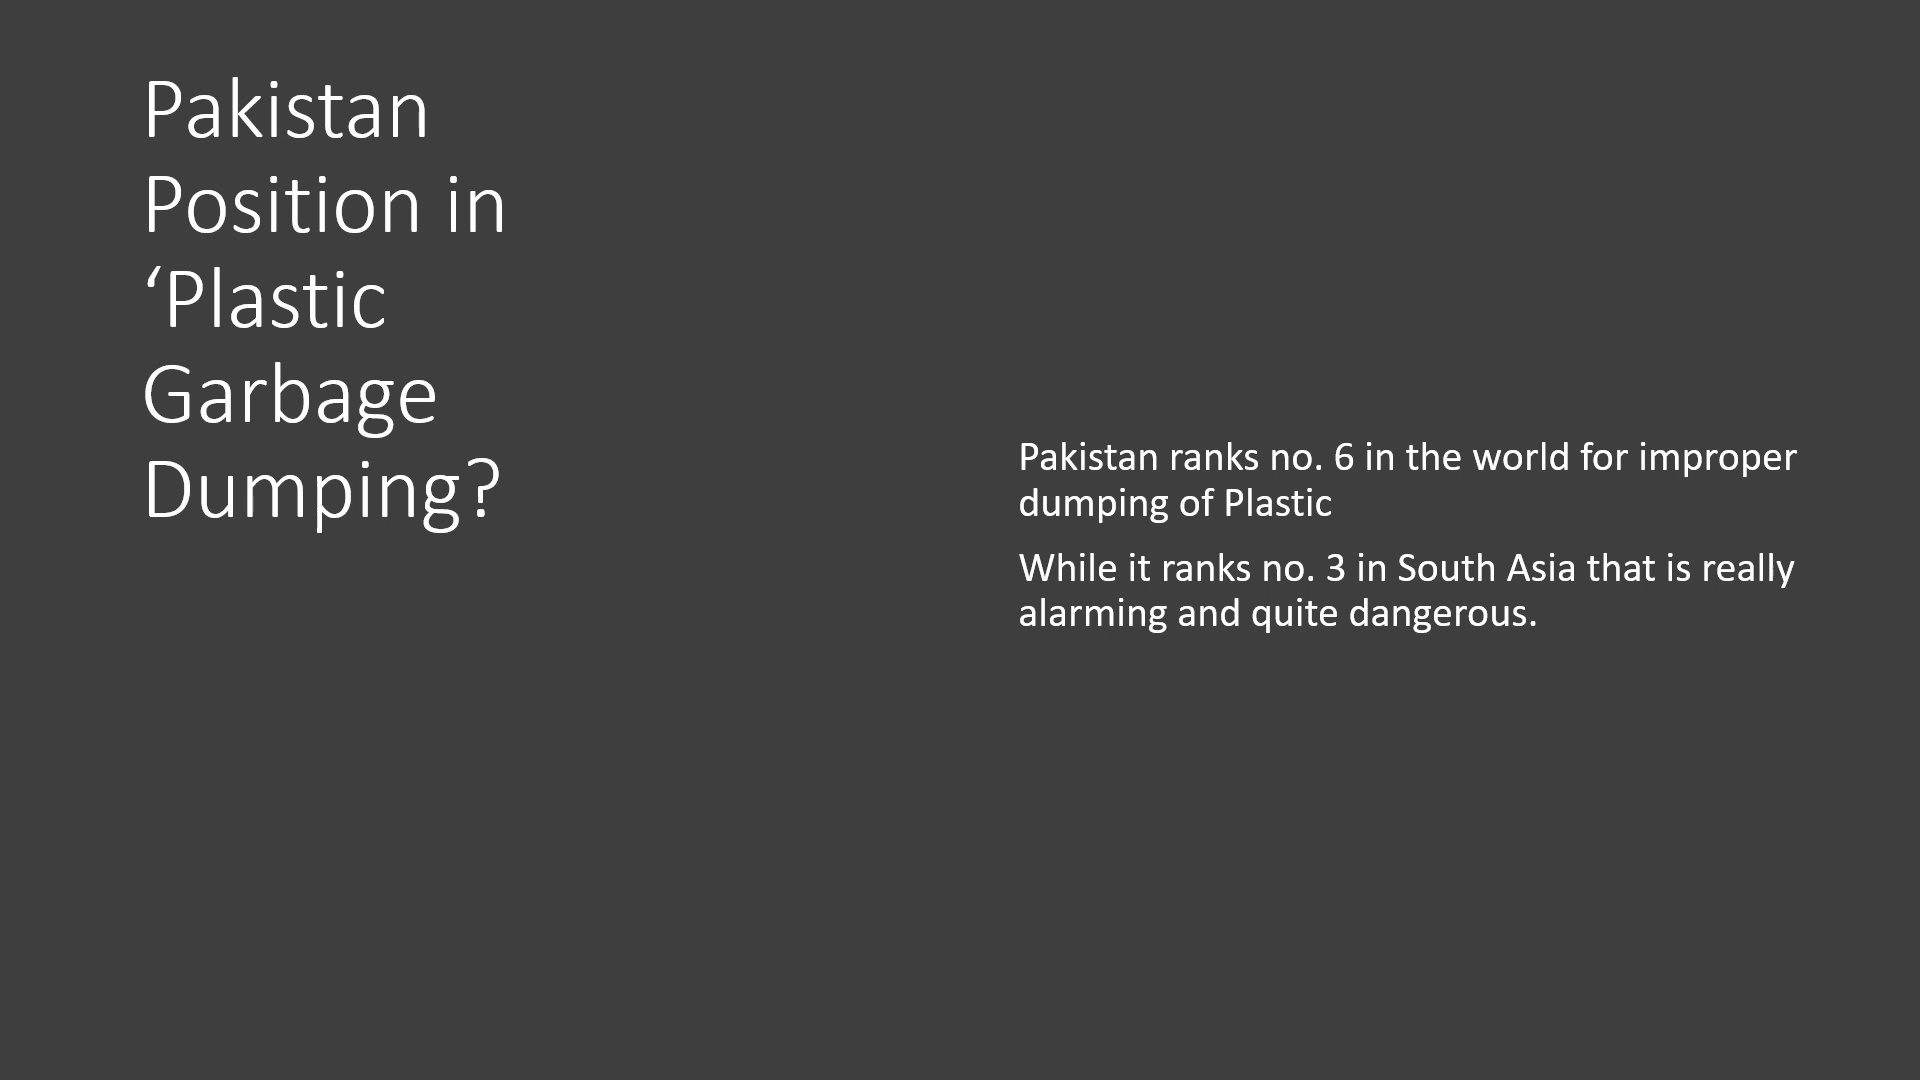 Pakistan
Position in
‘Plastic
Garbage
Dumping?
Pakistan ranks no. 6 in the world for improper
dumping of Plastic
While it ranks no. 3 in South Asia that is really
alarming and quite dangerous.